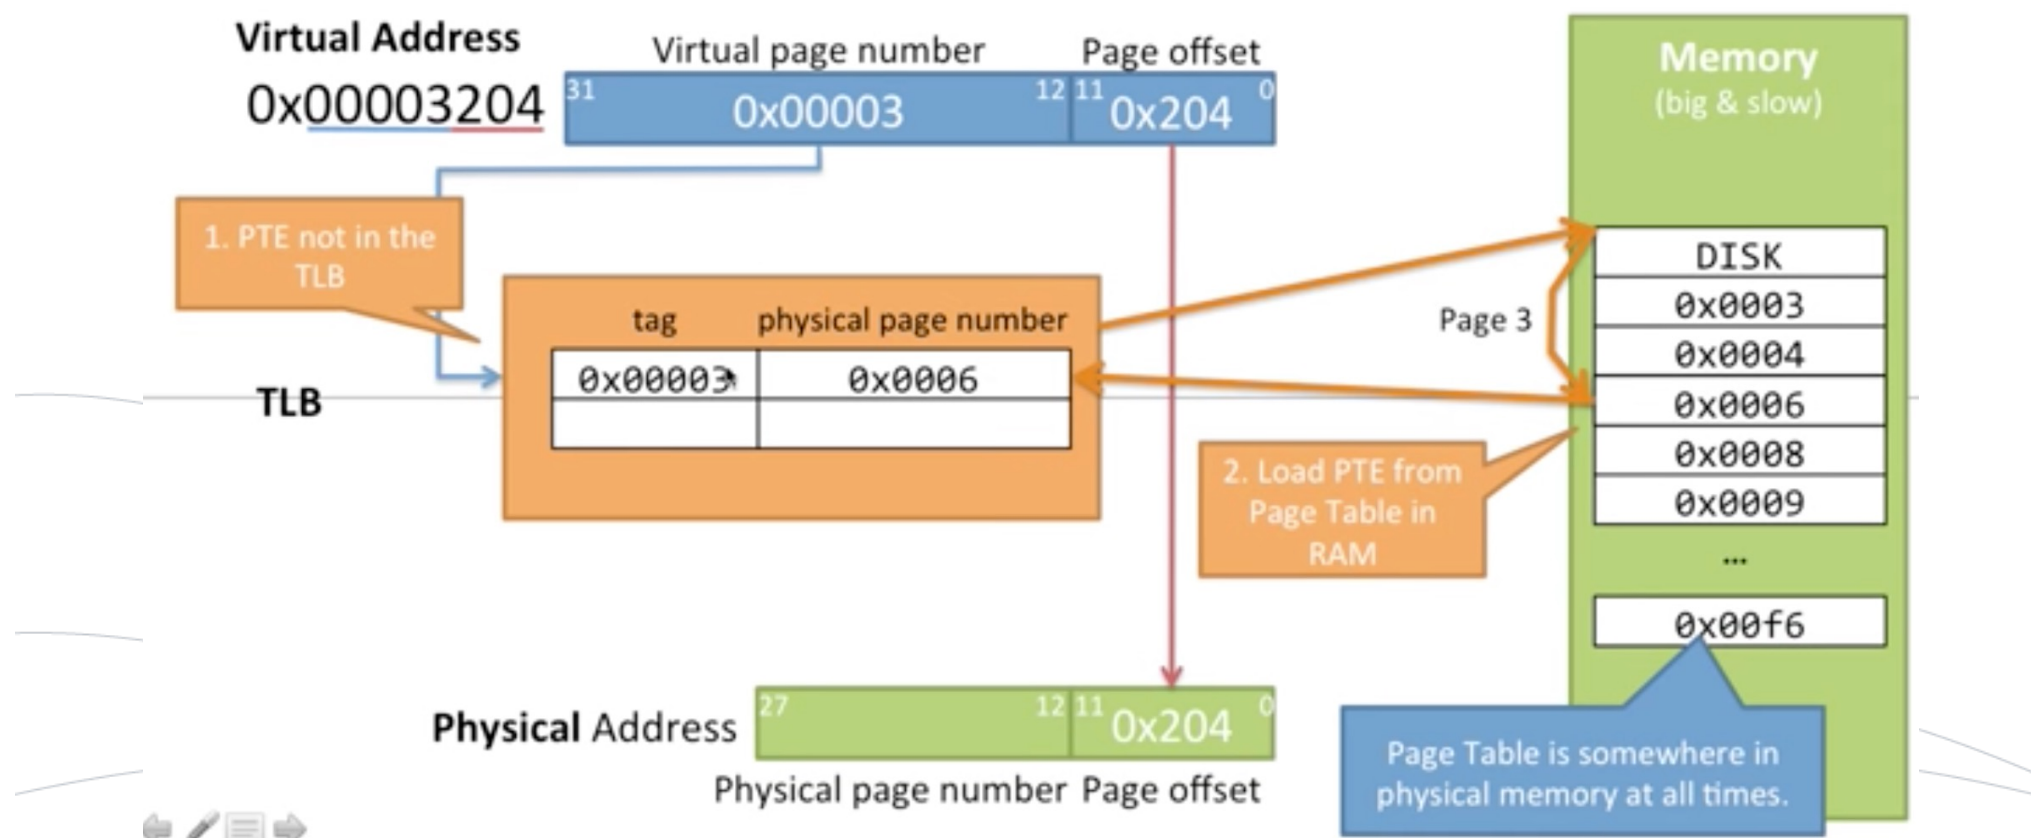 Virtual Address
0x00003204
Virtual page number
Page offset
31
0x00003
12
11
0x204
0
Memory
(big & slow)
1. PTE not in the
TLB
tag
physical page number
0x00003
0x0006
TLB
Page 3
DISK
0x0003
0x0004
0x0006
0x0008
0x0009
...
0x00f6
2. Load PTE from
Page Table in
RAM
Physical Address
27
12
11
0x204
0
Physical page number
Page offset
Page Table is somewhere in
physical memory at all times.